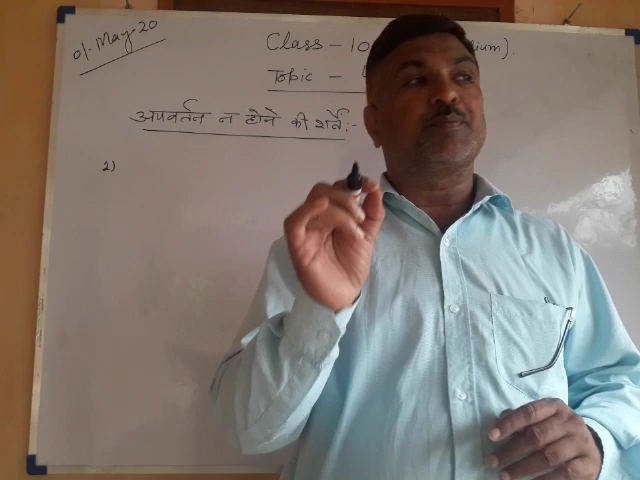 01-May-20
Class - 10
Topic -
अपवर्तन न होने की शर्ते :-
1)